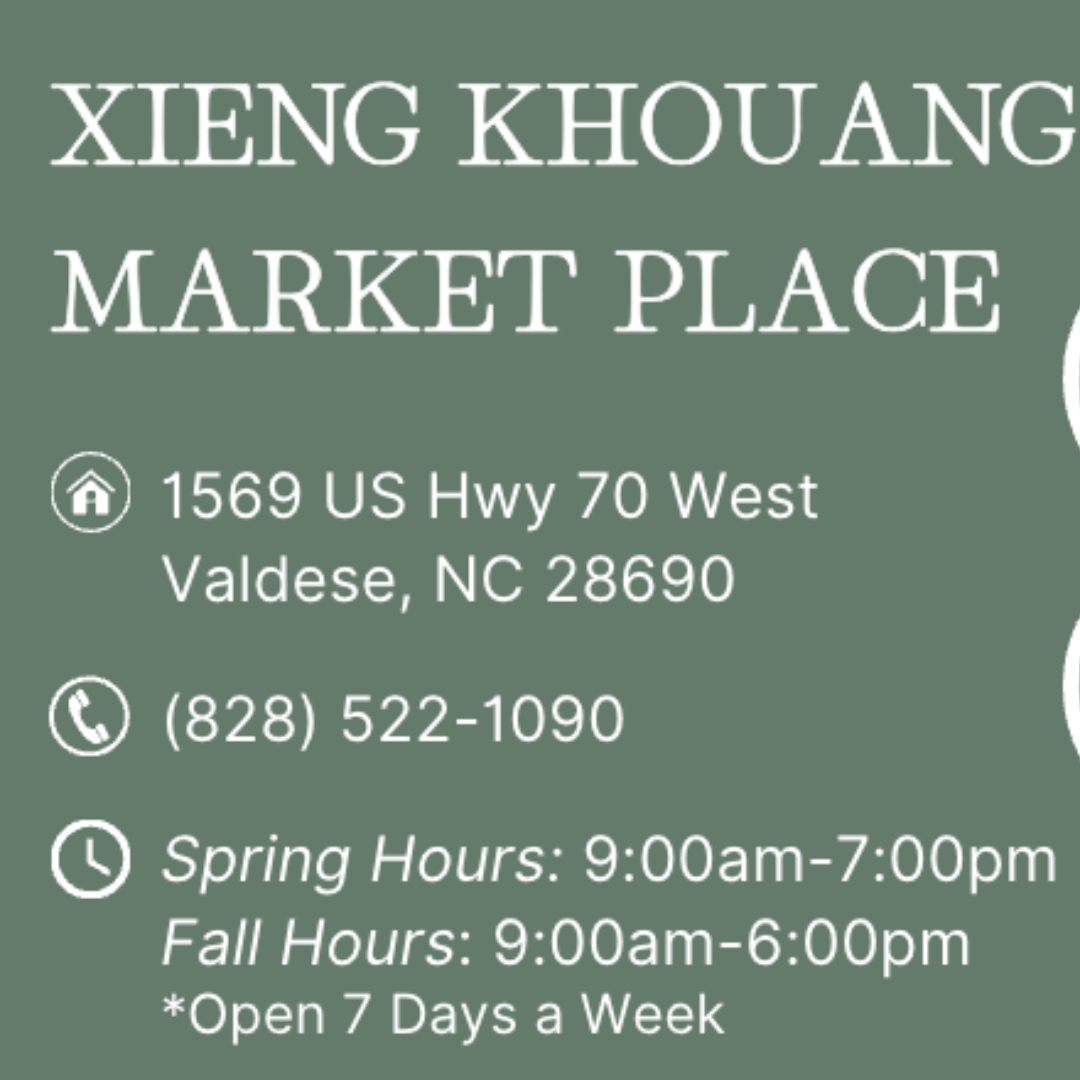 XIENG KHOUANG
MARKET PLACE
1569 US Hwy 70 West
Valdese, NC 28690
(828) 522-1090
Spring Hours: 9:00am-7:00pm
Fall Hours: 9:00am-6:00pm
*Open 7 Days a Week